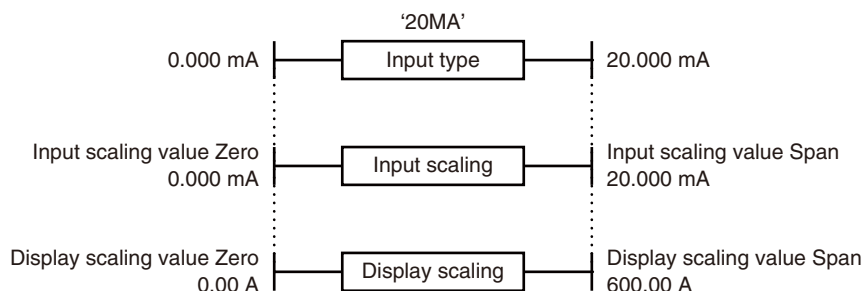 '20MA'
0.000 mA Input type 20.000 mA
Input scaling value Zero
0.000 mA
Input scaling
Input scaling value Span
20.000 mA
Display scaling value Zero
0.00 A
Display scaling
Display scaling value Span
600.00 A